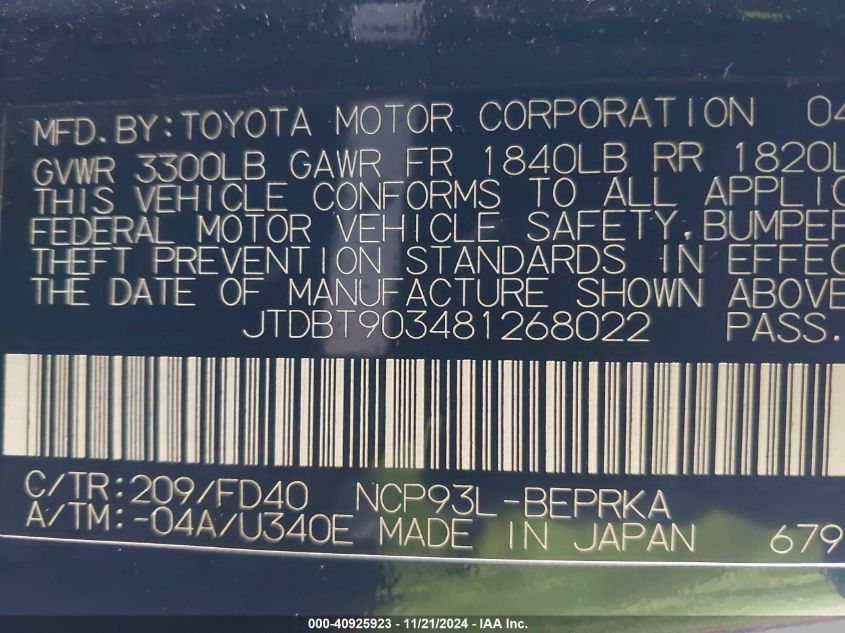 MFD. BY: TOYOTA MOTOR CORPORATION 04
GVWR 3300LB GAWR FR 1840LB RR 1820L
THIS VEHICLE CONFORMS TO ALL APPLIC
FEDERAL MOTOR VEHICLE SAFETY, BUMPER
THEFT PREVENTION STANDARDS IN EFFEC
THE DATE OF MANUFACTURE SHOWN ABOVE
JTDBT903481268022 PASS.
C/TR: 209/FD40 NCP93L-BEPRKA
A/TM: -04A/U340E MADE IN JAPAN 679
000-40925923 - 11/21/2024 - IAA Inc.